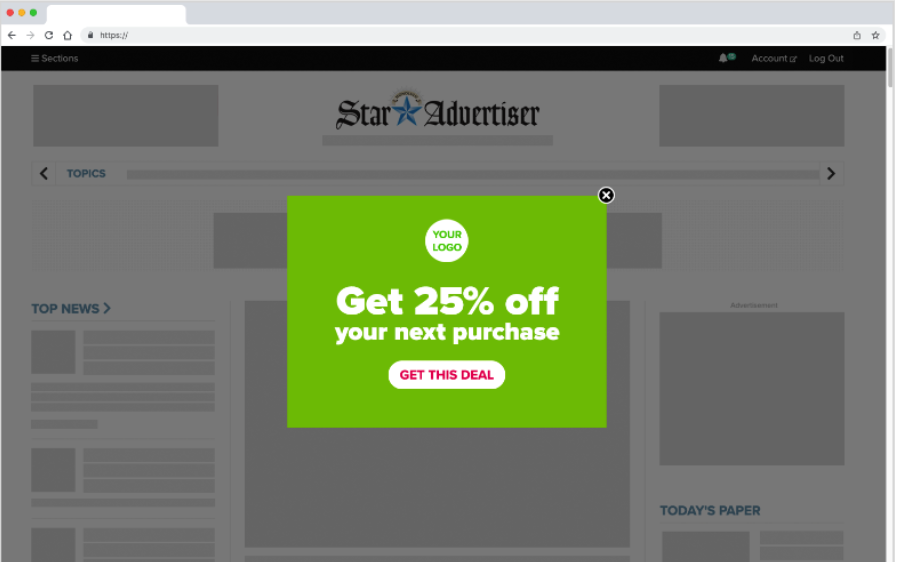 https://
Sections
Account
Log Out
Star Advertiser
TOPICS
YOUR
LOGO
Get 25% off
your next purchase
GET THIS DEAL
TOP NEWS
Advertisement
TODAY'S PAPER